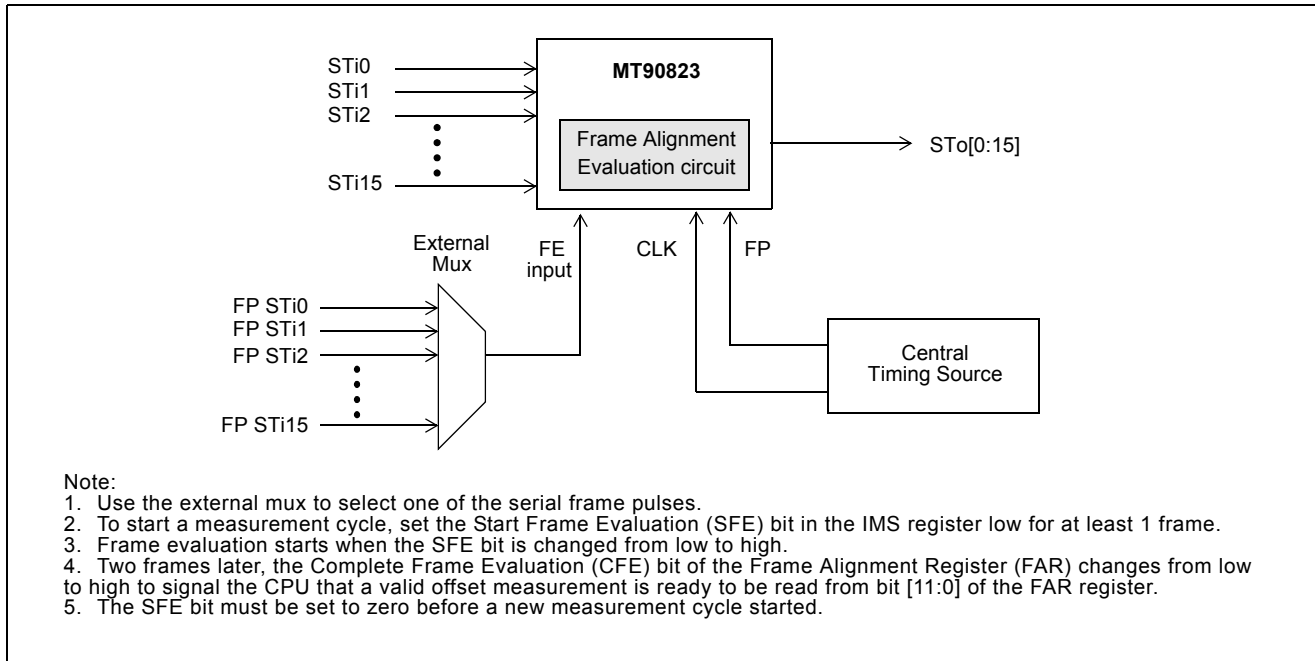 STi0
STi1
STi2
STi15
MT90823
Frame Alignment
Evaluation circuit
STo[0:15]
External
Mux
FE
input
CLK
FP
FP STi0
FP STi1
FP STi2
FP STi15
Central
Timing Source
Note:
1. Use the external mux to select one of the serial frame pulses.
2. To start a measurement cycle, set the Start Frame Evaluation (SFE) bit in the IMS register low for at least 1 frame.
3. Frame evaluation starts when the SFE bit is changed from low to high.
4. Two frames later, the Complete Frame Evaluation (CFE) bit of the Frame Alignment Register (FAR) changes from low
to high to signal the CPU that a valid offset measurement is ready to be read from bit [11:0] of the FAR register.
5. The SFE bit must be set to zero before a new measurement cycle started.